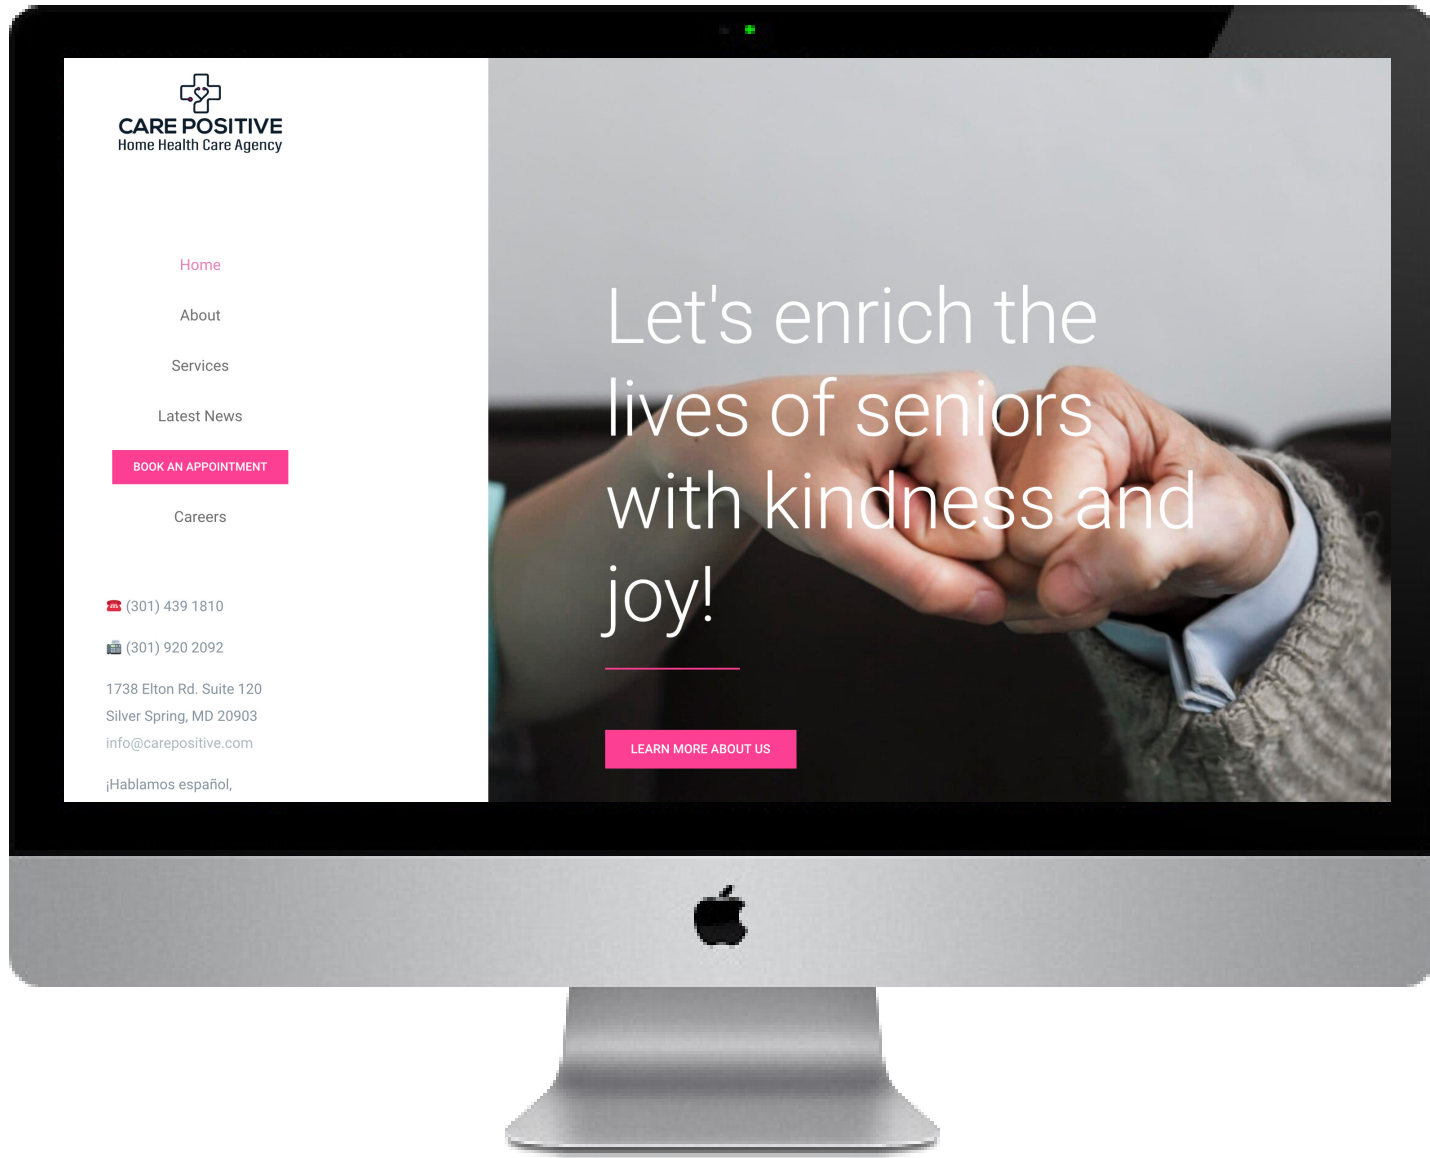 CARE POSITIVE
Home Health Care Agency
Home
About
Services
Latest News
BOOK AN APPOINTMENT
Careers
☎️ (301) 439 1810
📠 (301) 920 2092
1738 Elton Rd. Suite 120
Silver Spring, MD 20903
info@carepositive.com
¡Hablamos español,
Let's enrich the
lives of seniors
with kindness and
joy!
LEARN MORE ABOUT US